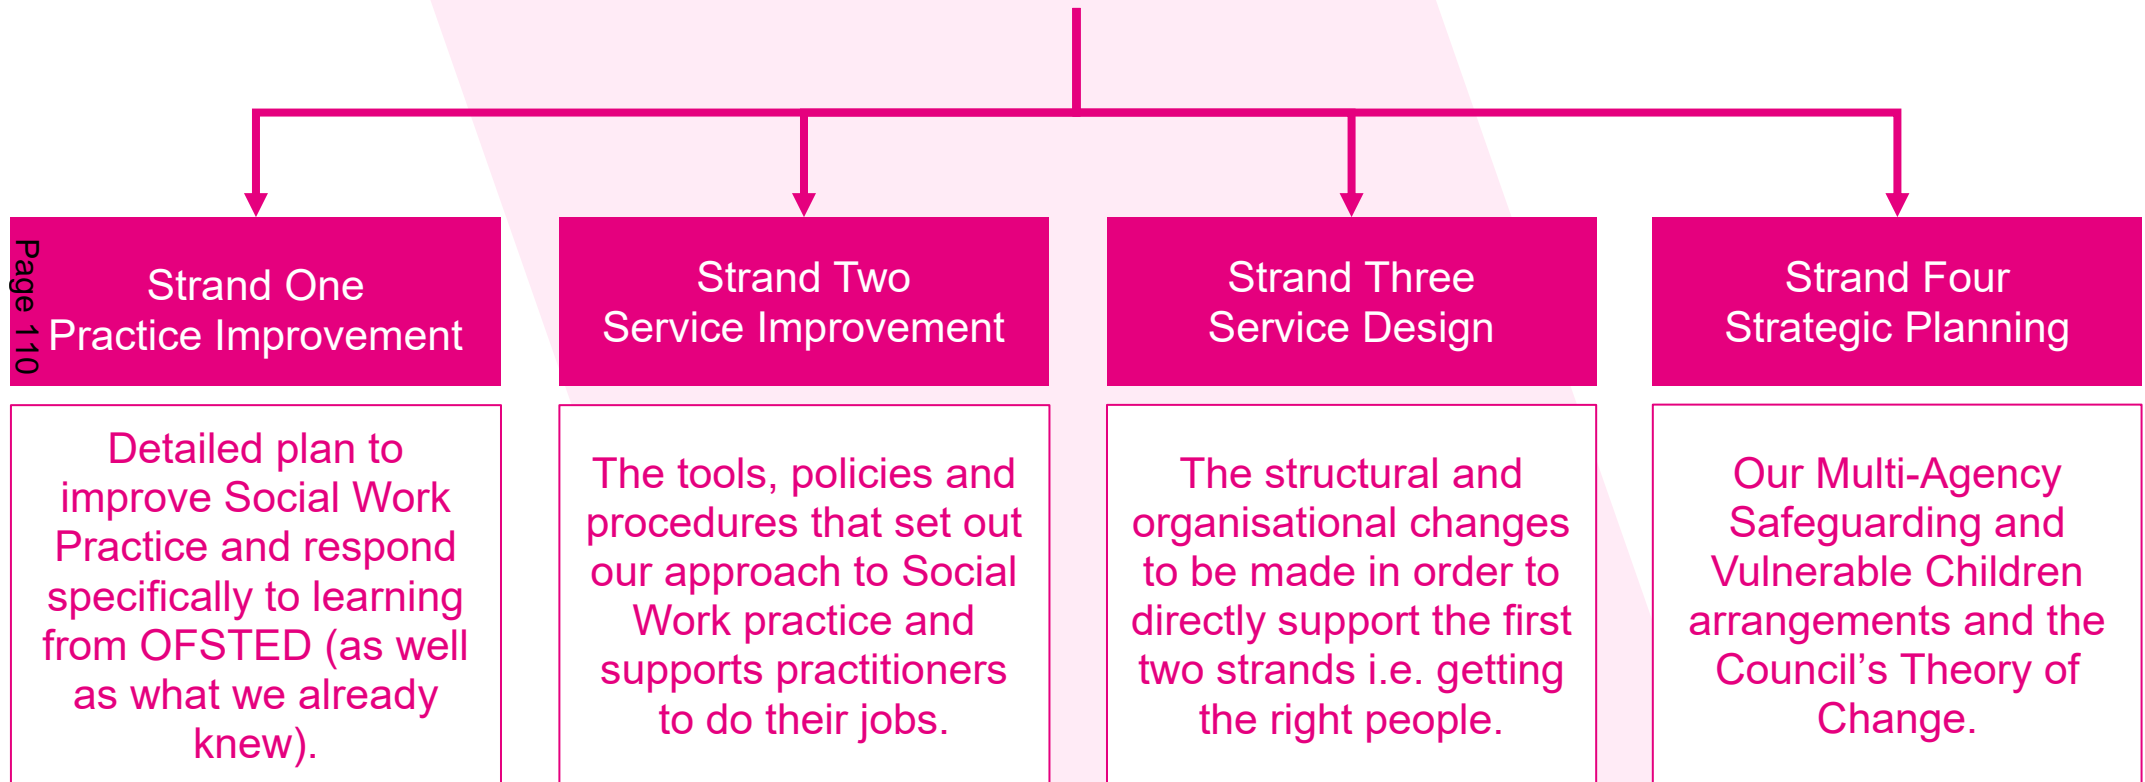 Page 110
Strand One
Practice Improvement
Detailed plan to
improve Social Work
Practice and respond
specifically to learning
from OFSTED (as well
as what we already
knew).
Strand Two
Service Improvement
The tools, policies and
procedures that set out
our approach to Social
Work practice and
supports practitioners
to do their jobs.
Strand Three
Service Design
The structural and
organisational changes
to be made in order to
directly support the first
two strands i.e. getting
the right people.
Strand Four
Strategic Planning
Our Multi-Agency
Safeguarding and
Vulnerable Children
arrangements and the
Council’s Theory of
Change.